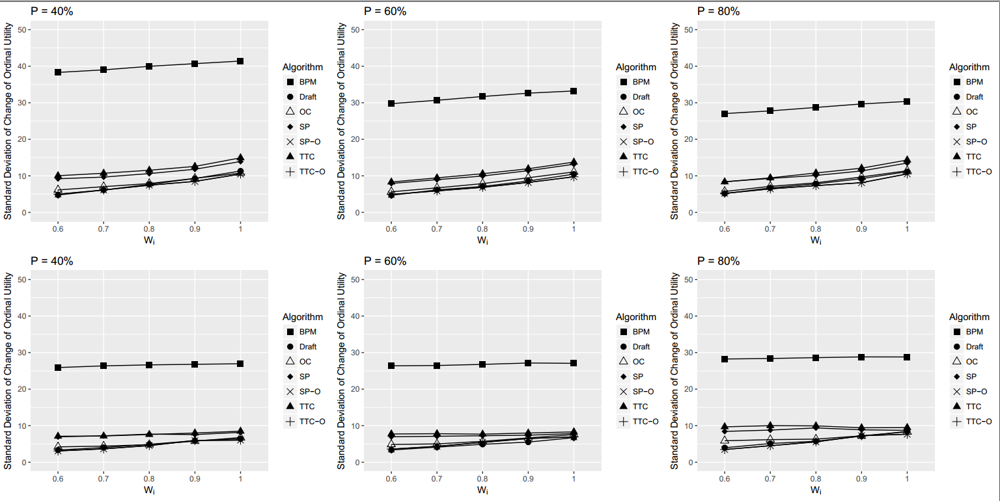 P = 40%
Standard Deviation of Change of Ordinal Utility
50
40
30
20
10
0
0.6 0.7 0.8 0.9 1
Wi
Algorithm
BPM
Draft
OC
SP
SP−O
TTC
TTC−O
P = 60%
Standard Deviation of Change of Ordinal Utility
50
40
30
20
10
0
0.6 0.7 0.8 0.9 1
Wi
Algorithm
BPM
Draft
OC
SP
SP−O
TTC
TTC−O
P = 80%
Standard Deviation of Change of Ordinal Utility
50
40
30
20
10
0
0.6 0.7 0.8 0.9 1
Wi
Algorithm
BPM
Draft
OC
SP
SP−O
TTC
TTC−O
P = 40%
Standard Deviation of Change of Ordinal Utility
50
40
30
20
10
0
0.6 0.7 0.8 0.9 1
Wi
Algorithm
BPM
Draft
OC
SP
SP−O
TTC
TTC−O
P = 60%
Standard Deviation of Change of Ordinal Utility
50
40
30
20
10
0
0.6 0.7 0.8 0.9 1
Wi
Algorithm
BPM
Draft
OC
SP
SP−O
TTC
TTC−O
P = 80%
Standard Deviation of Change of Ordinal Utility
50
40
30
20
10
0
0.6 0.7 0.8 0.9 1
Wi
Algorithm
BPM
Draft
OC
SP
SP−O
TTC
TTC−O